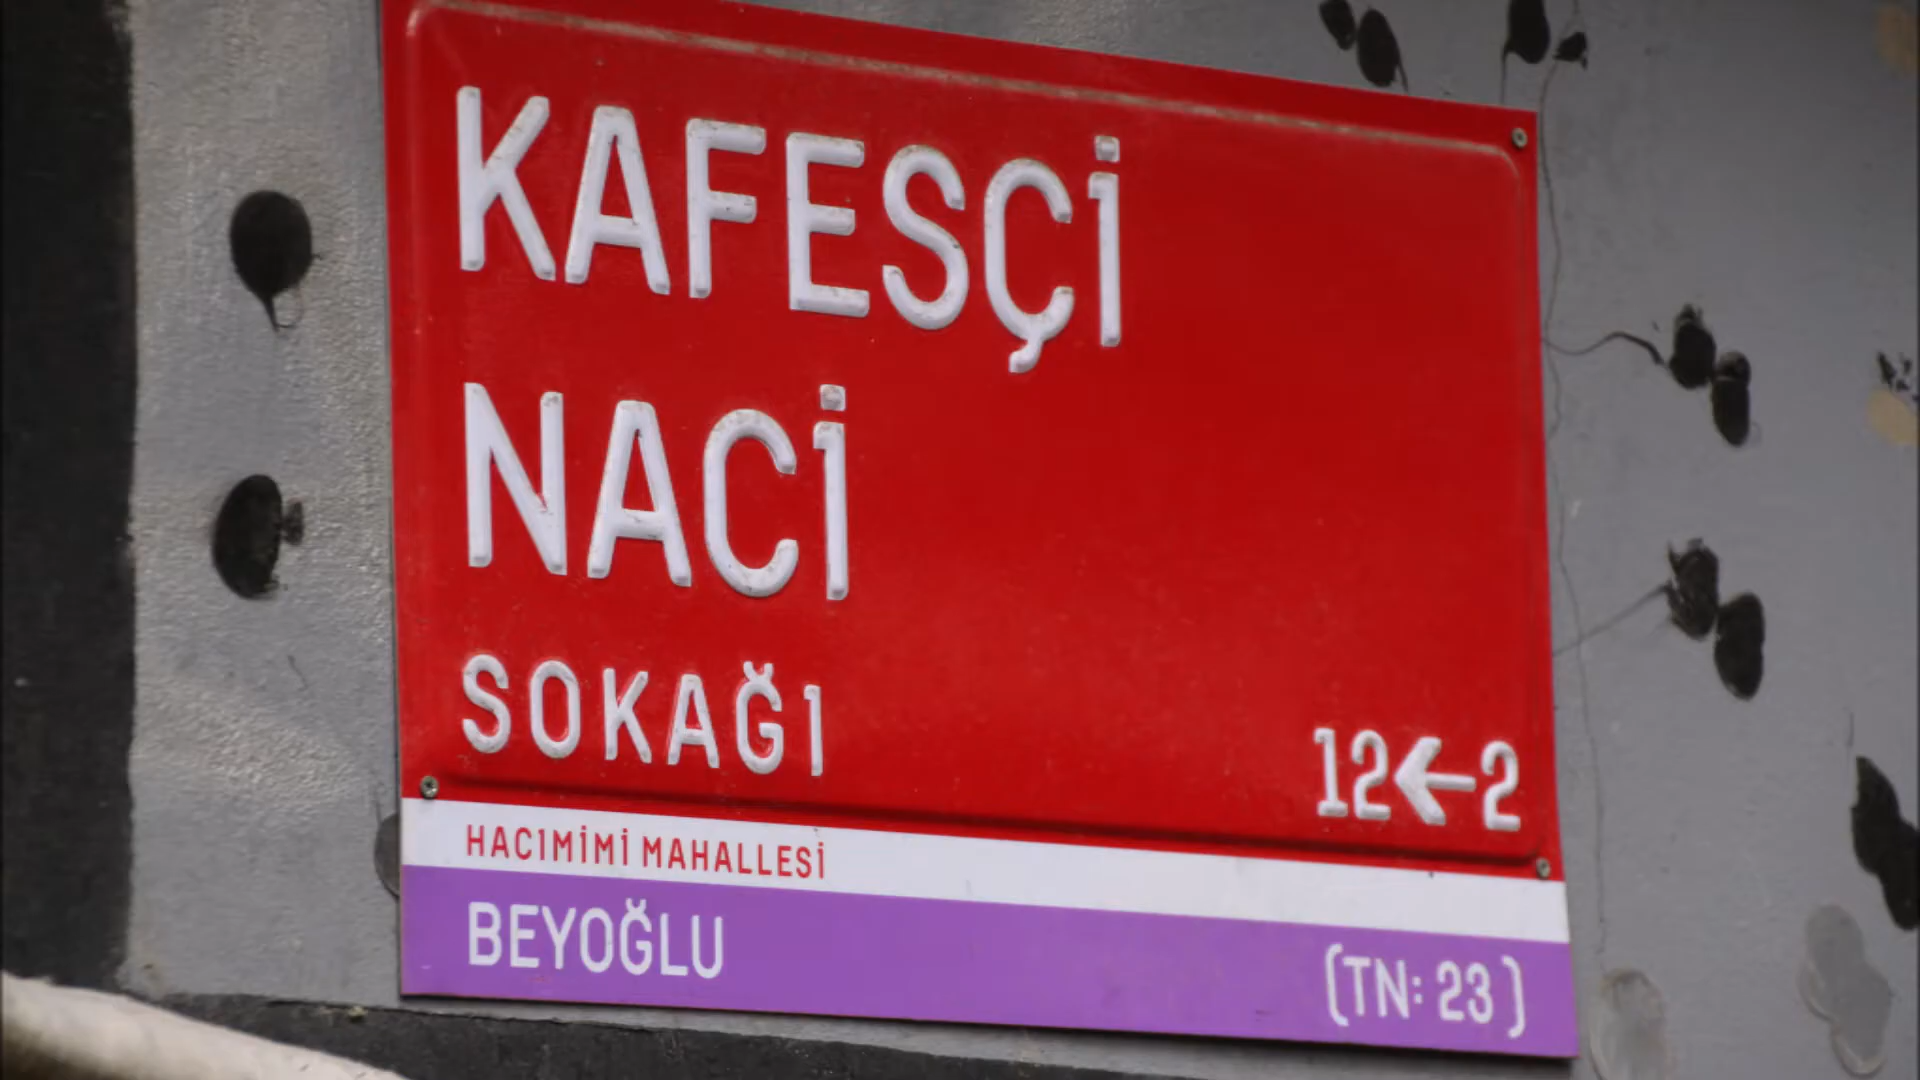 KAFESÇİ
NACİ
SOKAĞI
12←2
HACIMİMİ MAHALLESİ
BEYOĞLU
(TN: 23)